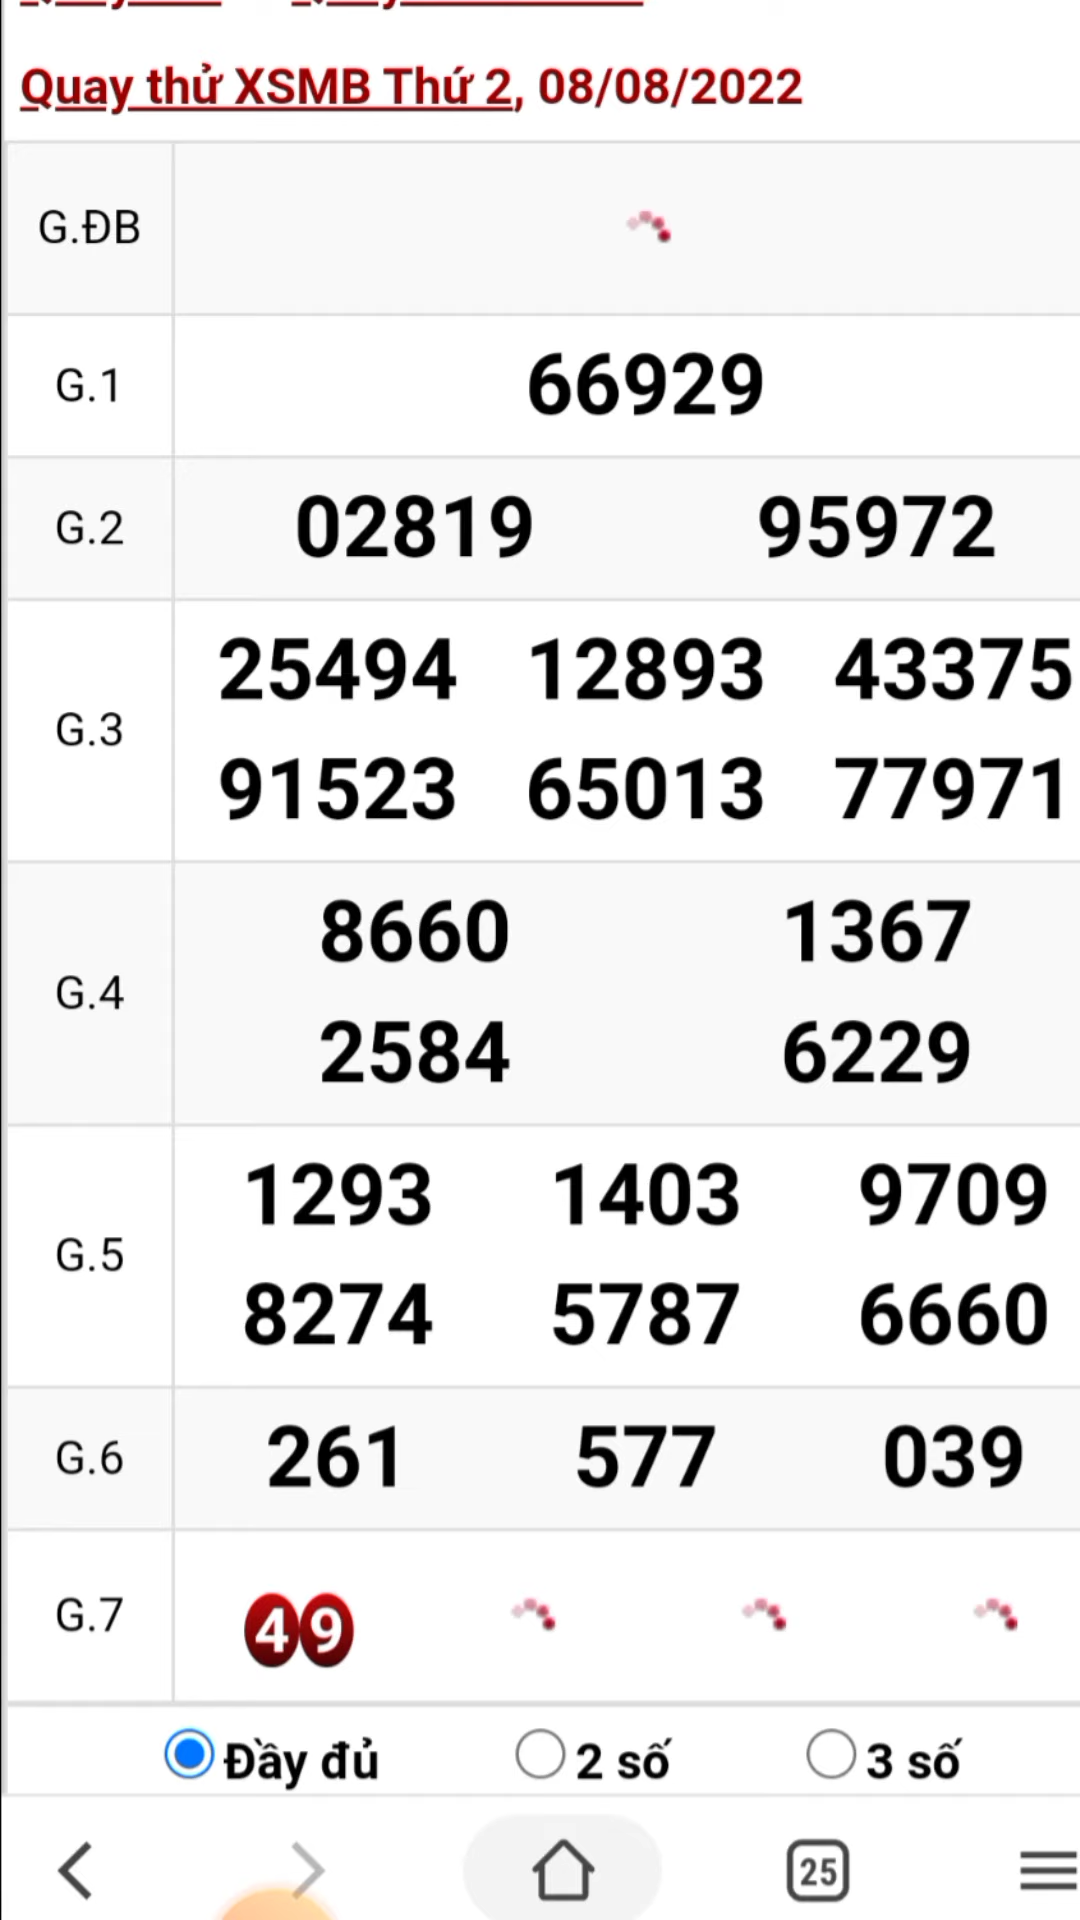 Quay thử XSMB Thứ 2, 08/08/2022
G.ĐB
G.1
66929
G.2
02819 95972
G.3
25494 12893 43375
91523 65013 77971
G.4
8660 1367
2584 6229
G.5
1293 1403 9709
8274 5787 6660
G.6
261 577 039
G.7
49
Đầy đủ 2 số 3 số
25